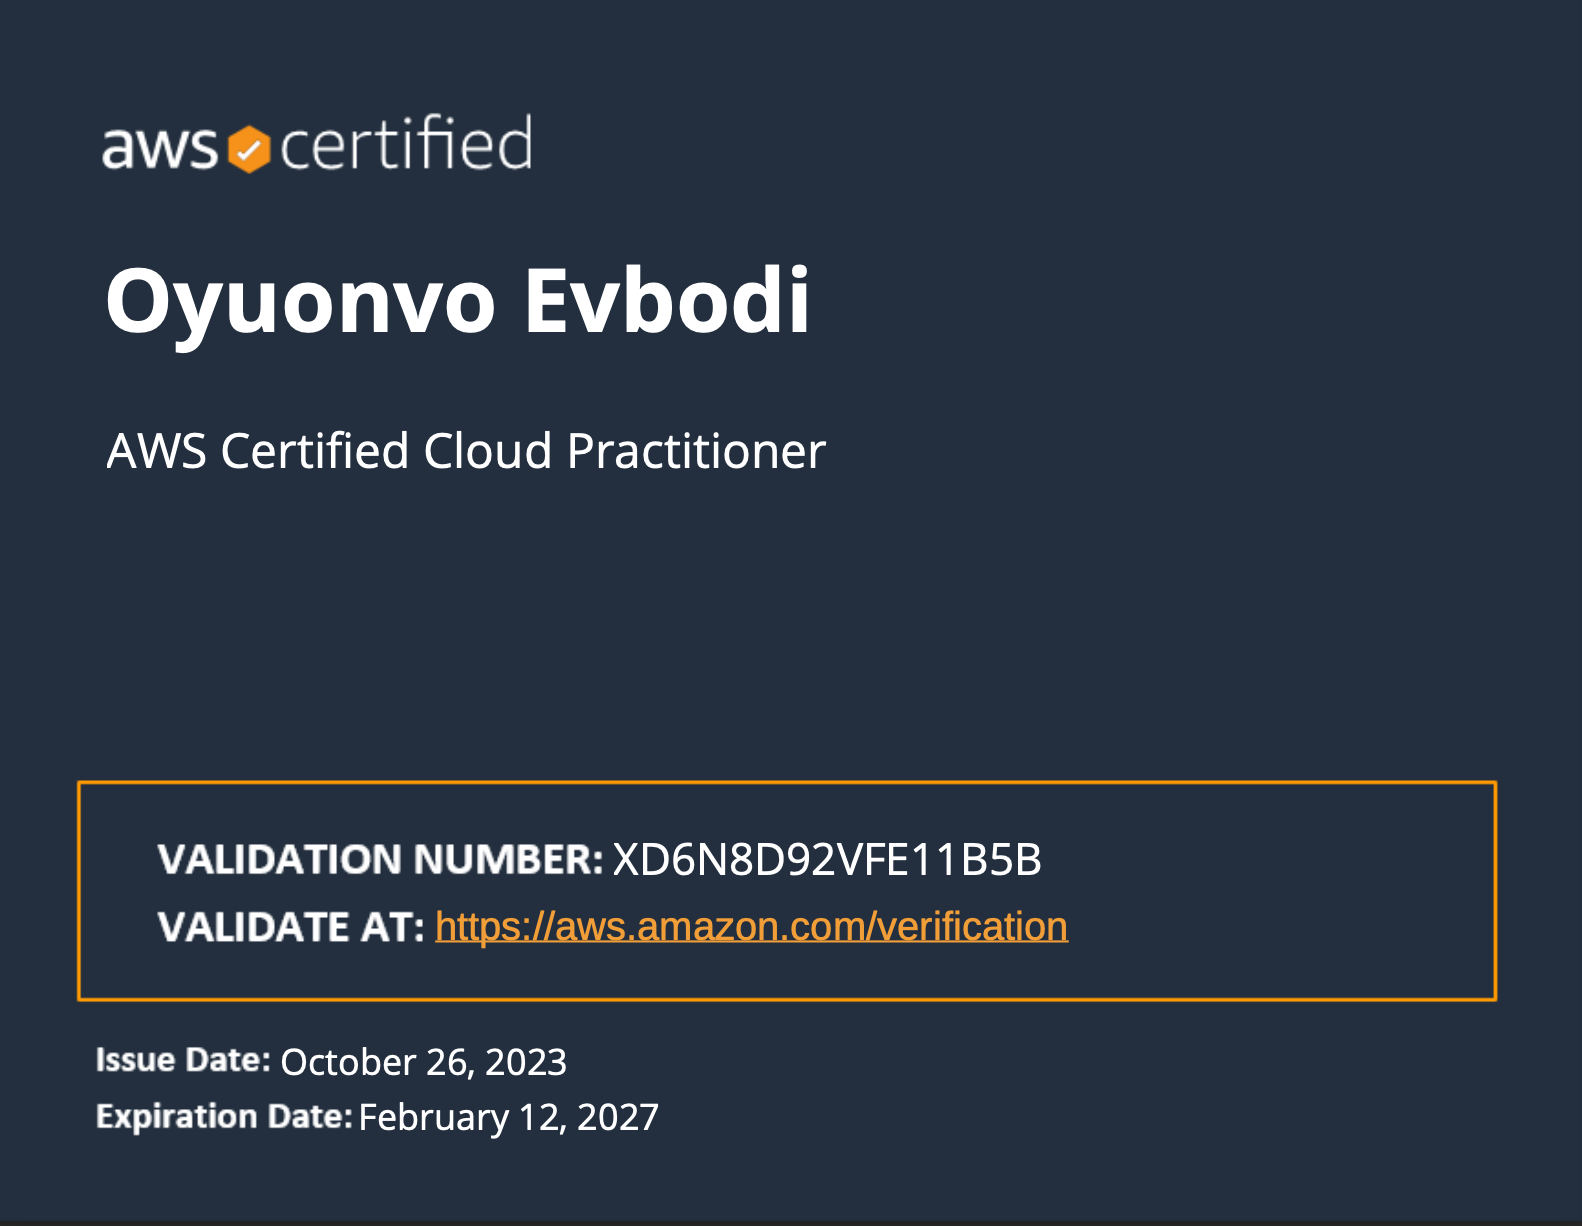 aws certified
Oyuonvo Evbodi
AWS Certified Cloud Practitioner
VALIDATION NUMBER: XD6N8D92VFE11B5B
VALIDATE AT: https://aws.amazon.com/verification
Issue Date: October 26, 2023
Expiration Date: February 12, 2027